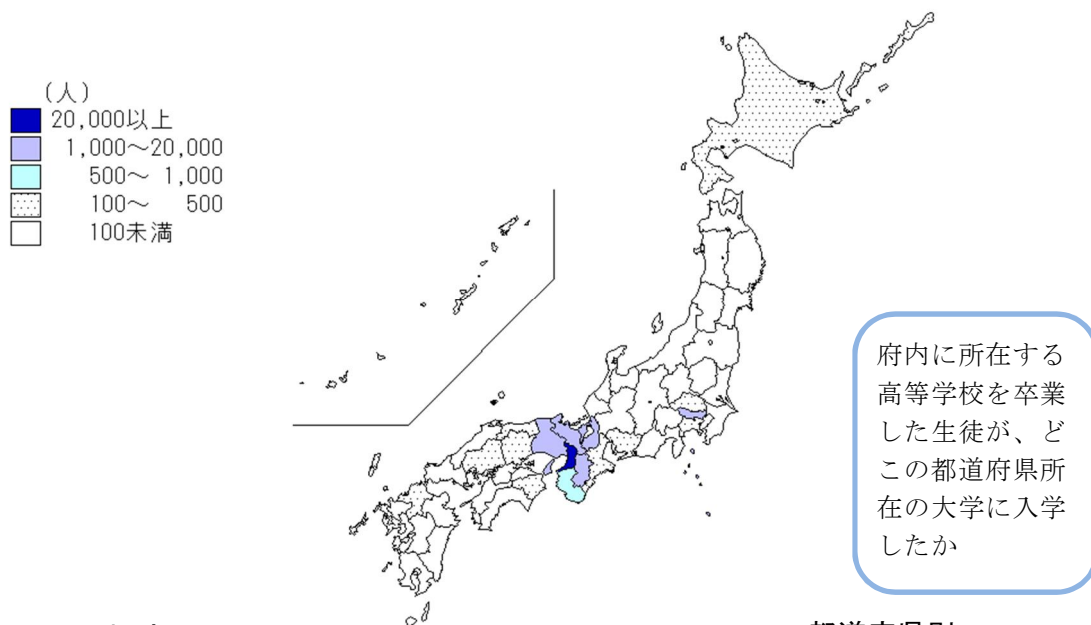 (人)
20,000以上
1,000～20,000
500～ 1,000
100～ 500
100未満
府内に所在する
高等学校を卒業
した生徒が、ど
この都道府県所
在の大学に入学
したか